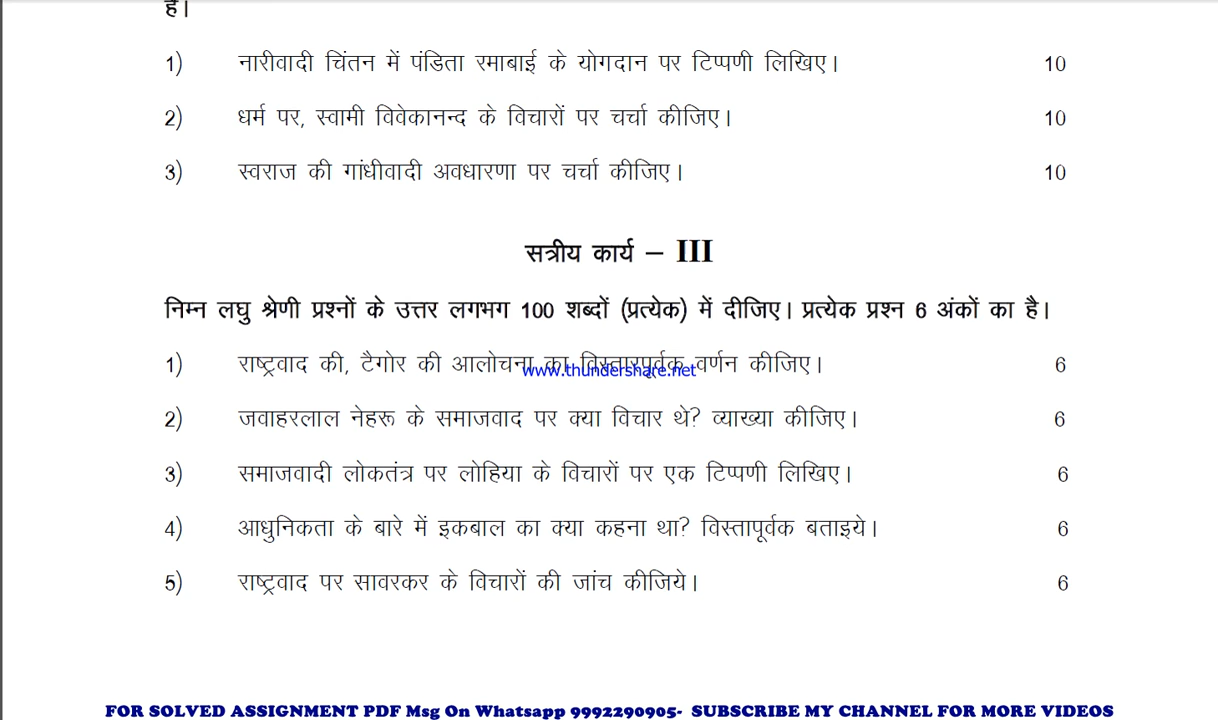 है।
1) नारीवादी चिंतन में पंडिता रमाबाई के योगदान पर टिप्पणी लिखिए। 10
2) धर्म पर, स्वामी विवेकानन्द के विचारों पर चर्चा कीजिए। 10
3) स्वराज की गांधीवादी अवधारणा पर चर्चा कीजिए। 10
सत्रीय कार्य – III
निम्न लघु श्रेणी प्रश्नों के उत्तर लगभग 100 शब्दों (प्रत्येक) में दीजिए। प्रत्येक प्रश्न 6 अंकों का है।
1) राष्ट्रवाद की, टैगोर की आलोचना का विस्तारपूर्वक वर्णन कीजिए। 6
www.thundershare.net
2) जवाहरलाल नेहरू के समाजवाद पर क्या विचार थे? व्याख्या कीजिए। 6
3) समाजवादी लोकतंत्र पर लोहिया के विचारों पर एक टिप्पणी लिखिए। 6
4) आधुनिकता के बारे में इकबाल का क्या कहना था? विस्तापूर्वक बताइये। 6
5) राष्ट्रवाद पर सावरकर के विचारों की जांच कीजिये। 6
FOR SOLVED ASSIGNMENT PDF Msg On Whatsapp 9992290905- SUBSCRIBE MY CHANNEL FOR MORE VIDEOS